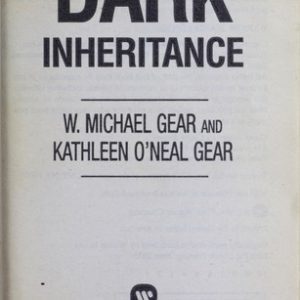 DARK
INHERITANCE
W. MICHAEL GEAR AND
KATHLEEN O'NEAL GEAR